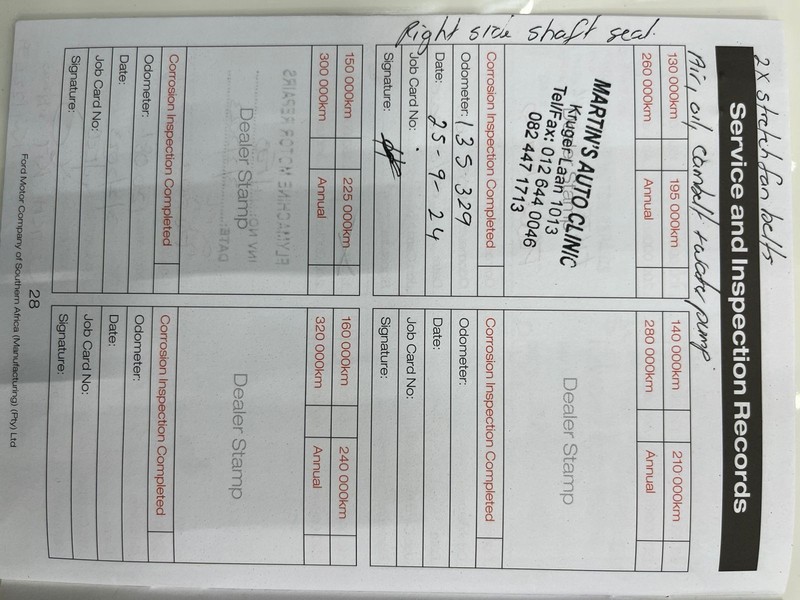 2x stretch fan belts
Service and Inspection Records
Air, oil, cambelt & water pump
130 000km 195 000km
260 000km Annual
Dealer Stamp
MARTIN'S AUTO CLINIC
Kruger Laan 1013
Tel/Fax: 012 644 0046
082 447 1713
Corrosion Inspection Completed
Odometer: 135 329
Date: 25-9-24
Job Card No:
Signature:
Right side shaft seal.
140 000km 210 000km
280 000km Annual
Dealer Stamp
Corrosion Inspection Completed
Odometer:
Date:
Job Card No:
Signature:
150 000km 225 000km
300 000km Annual
Dealer Stamp
Corrosion Inspection Completed
Odometer:
Date:
Job Card No:
Signature:
160 000km 240 000km
320 000km Annual
Dealer Stamp
Corrosion Inspection Completed
Odometer:
Date:
Job Card No:
Signature:
28
Ford Motor Company of Southern Africa (Manufacturing) (Pty) Ltd